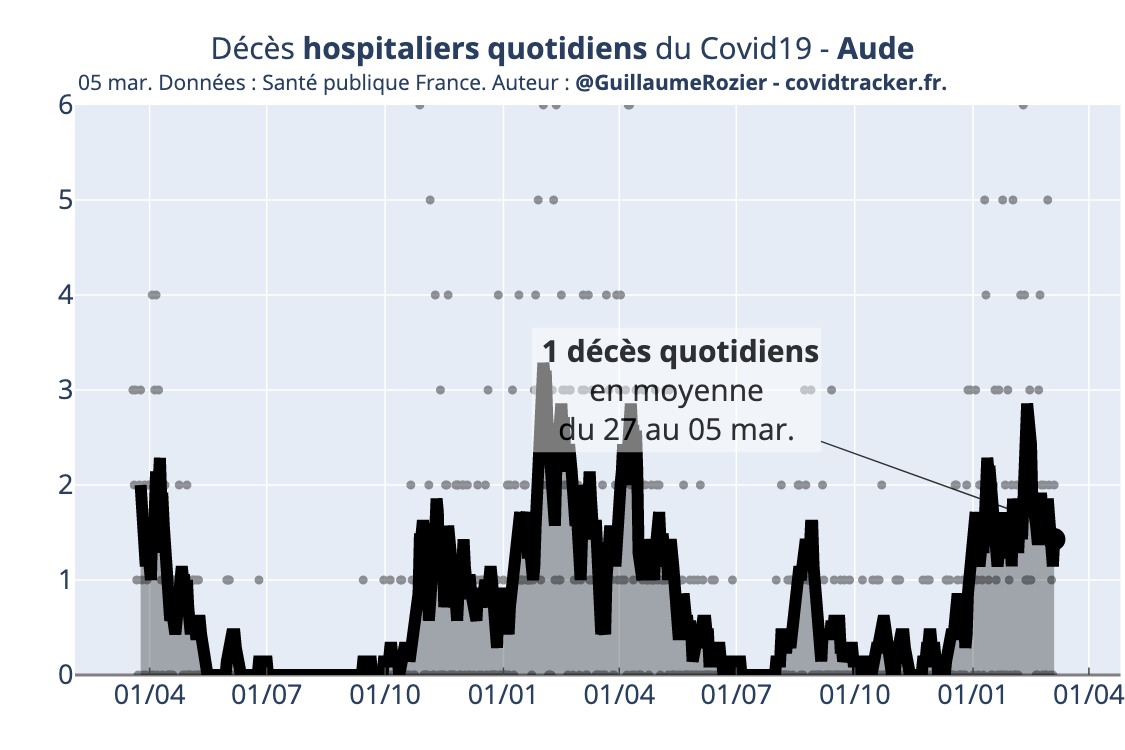 Décès hospitaliers quotidiens du Covid19 - Aude
05 mar. Données : Santé publique France. Auteur : @GuillaumeRozier - covidtracker.fr.
6
5
4
3
2
1
0
1 décès quotidiens
en moyenne
du 27 au 05 mar.
01/04 01/07 01/10 01/01 01/04 01/07 01/10 01/01 01/04